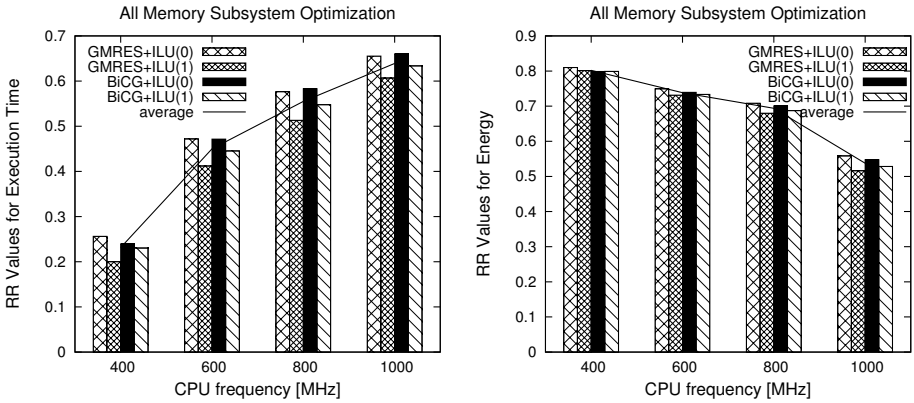 All Memory Subsystem Optimization
RR Values for Execution Time
0.7
0.6
0.5
0.4
0.3
0.2
0.1
0
GMRES+ILU(0)
GMRES+ILU(1)
BiCG+ILU(0)
BiCG+ILU(1)
average
400 600 800 1000
CPU frequency [MHz]
All Memory Subsystem Optimization
RR Values for Energy
0.9
0.8
0.7
0.6
0.5
0.4
0.3
0.2
0.1
0
GMRES+ILU(0)
GMRES+ILU(1)
BiCG+ILU(0)
BiCG+ILU(1)
average
400 600 800 1000
CPU frequency [MHz]